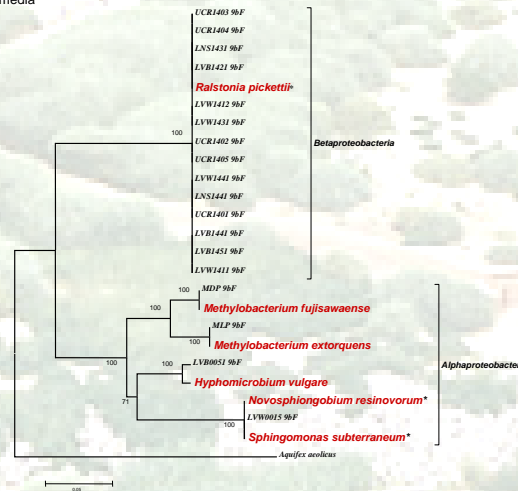 media
UCR1403 9bF
UCR1404 9bF
LNS1431 9bF
LVB1421 9bF
Ralstonia pickettii*
LVW1412 9bF
LVW1431 9bF
100
UCR1402 9bF
Betaproteobacteria
UCR1405 9bF
LVW1441 9bF
LNS1441 9bF
UCR1401 9bF
LVB1441 9bF
LVB1451 9bF
LVW1411 9bF
100
MDP 9bF
Methylobacterium fujisawaense
100
MLP 9bF
100
Methylobacterium extorquens
100
100
LVB0051 9bF
Alphaproteobacter
Hyphomicrobium vulgare
71
Novosphiongobium resinovorum*
LVW0015 9bF
100
Sphingomonas subterraneum*
Aquifex aeolicus
0.05